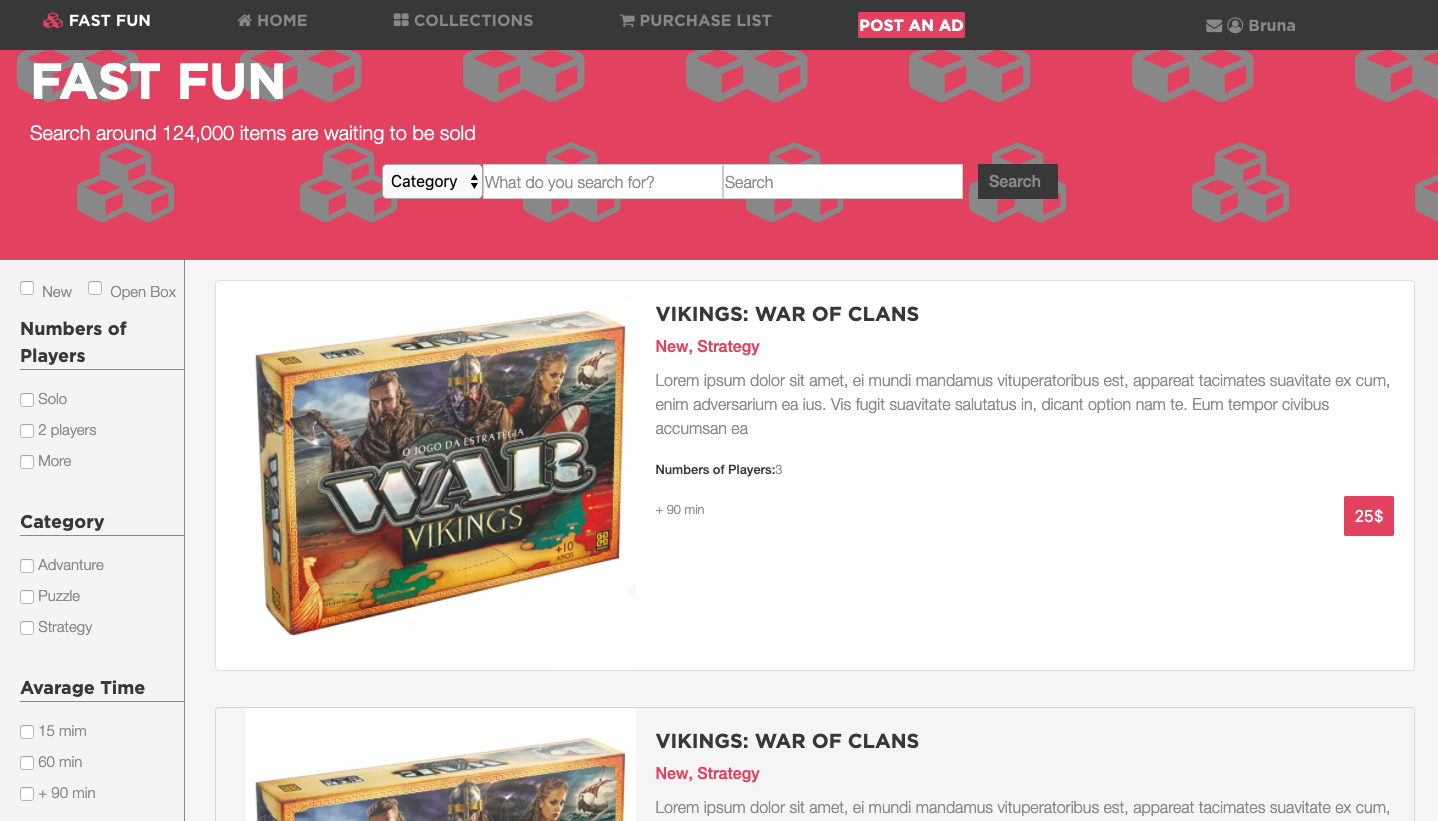 FAST FUN
HOME
COLLECTIONS
PURCHASE LIST
POST AN AD
Bruna
FAST FUN
Search around 124,000 items are waiting to be sold
Category
What do you search for?
Search
Search
New
Open Box
Numbers of
Players
Solo
2 players
More
Category
Advanture
Puzzle
Strategy
Avarage Time
15 mim
60 min
+ 90 min
WAR
O JOGO DA ESTRATÉGIA
WAR
VIKINGS
+10
ANOS
GROW
VIKINGS: WAR OF CLANS
New, Strategy
Lorem ipsum dolor sit amet, ei mundi mandamus vituperatoribus est, appareat tacimates suavitate ex cum,
enim adversarium ea ius. Vis fugit suavitate salutatus in, dicant option nam te. Eum tempor civibus
accumsan ea
Numbers of Players:3
+ 90 min
25$
WAR
VIKINGS: WAR OF CLANS
New, Strategy
Lorem ipsum dolor sit amet, ei mundi mandamus vituperatoribus est, appareat tacimates suavitate ex cum,